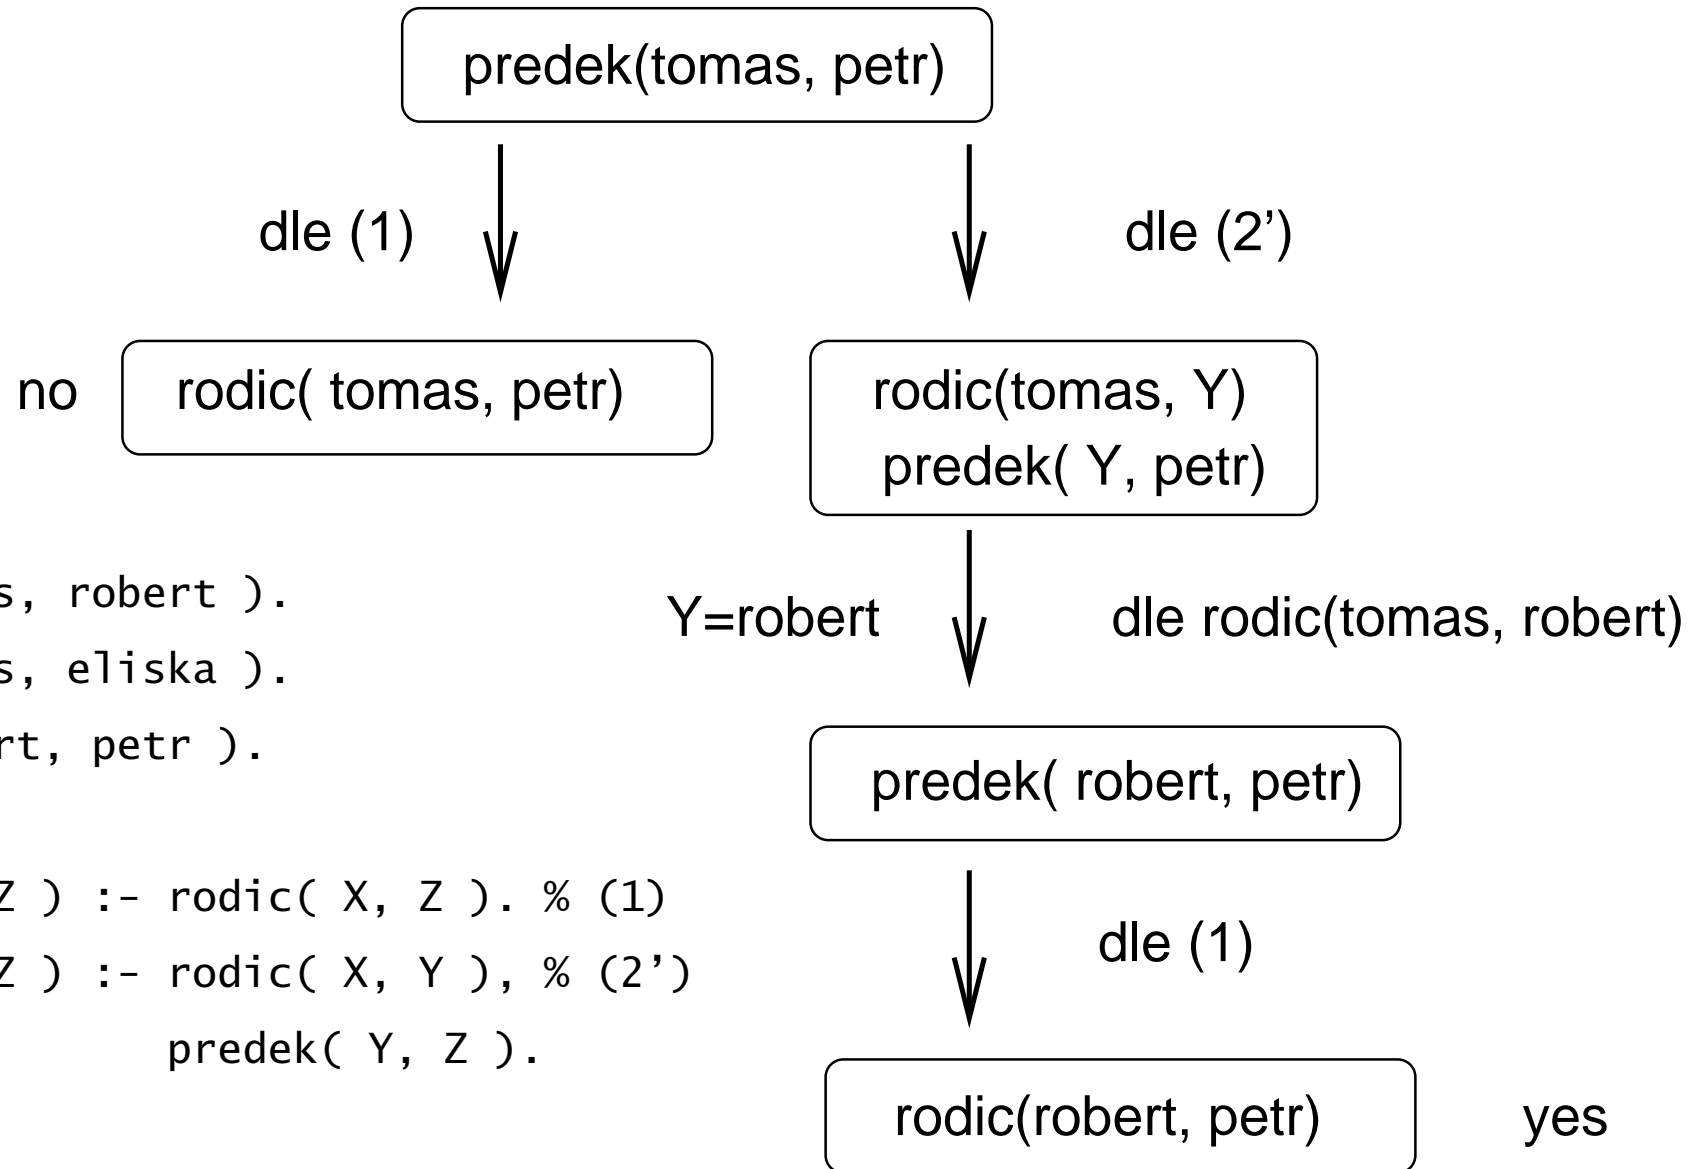 predek(tomas, petr)
dle (1)
dle (2’)
no
rodic( tomas, petr)
rodic(tomas, Y)
predek( Y, petr)
s, robert ).
s, eliska ).
rt, petr ).
Y=robert
dle rodic(tomas, robert)
predek( robert, petr)
Z ) :- rodic( X, Z ). % (1)
Z ) :- rodic( X, Y ), % (2’)
predek( Y, Z ).
dle (1)
rodic(robert, petr)
yes